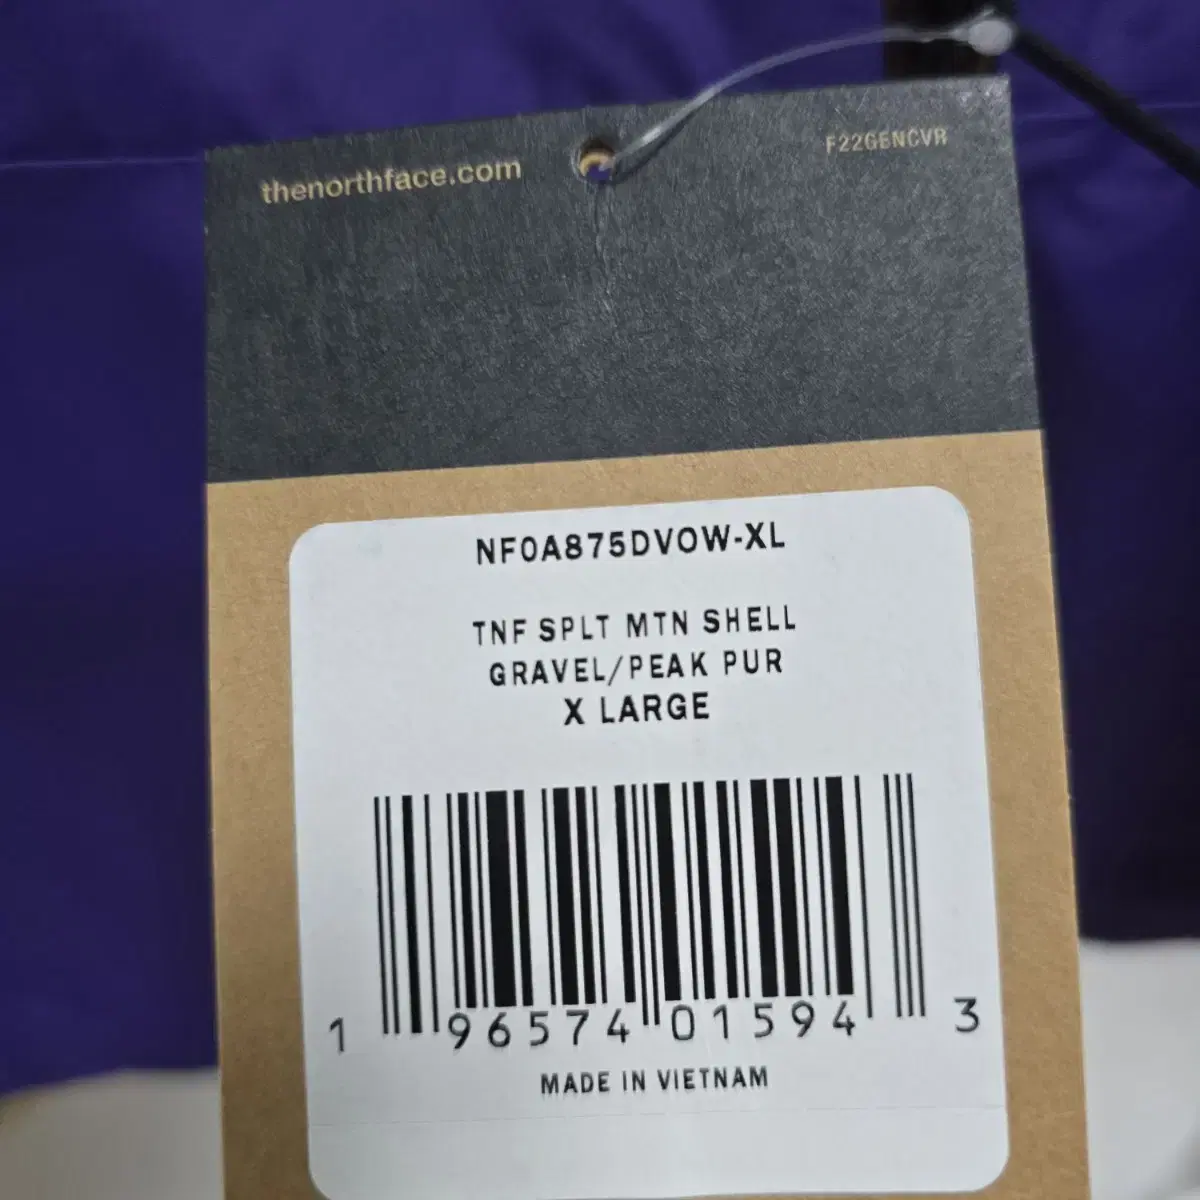 thenorthface.com
F22GENCVR
NF0A875DVOW-XL
TNF SPLT MTN SHELL
GRAVEL/PEAK PUR
X LARGE
1 96574 01594 3
MADE IN VIETNAM